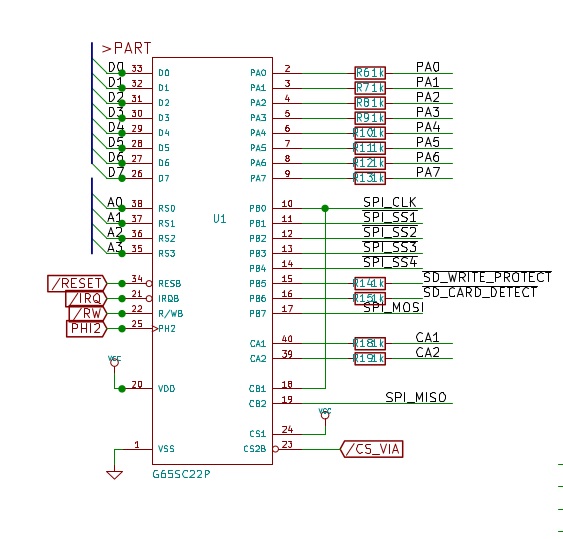 >PART
D0 33 D0 PA0 2 R6 1k PA0
D1 32 D1 PA1 3 R7 1k PA1
D2 31 D2 PA2 4 R8 1k PA2
D3 30 D3 PA3 5 R9 1k PA3
D4 29 D4 PA4 6 R10 1k PA4
D5 28 D5 PA5 7 R11 1k PA5
D6 27 D6 PA6 8 R12 1k PA6
D7 26 D7 PA7 9 R13 1k PA7
A0 38 RS0 PB0 10 SPI_CLK
A1 37 RS1 U1 PB1 11 SPI_SS1
A2 36 RS2 PB2 12 SPI_SS2
A3 35 RS3 PB3 13 SPI_SS3
PB4 14 SPI_SS4
/RESET 34 RESB PB5 15 R14 1k SD_WRITE_PROTECT
/IRQ 21 IRQB PB6 16 R15 1k SD_CARD_DETECT
/RW 22 R/WB PB7 17 SPI_MOSI
PHI2 25 PH2
CA1 40 R18 1k CA1
VCC CA2 39 R19 1k CA2
20 VDD CB1 18
CB2 19 SPI_MISO
VCC
CS1 24
1 VSS CS2B 23 /CS_VIA
G65SC22P